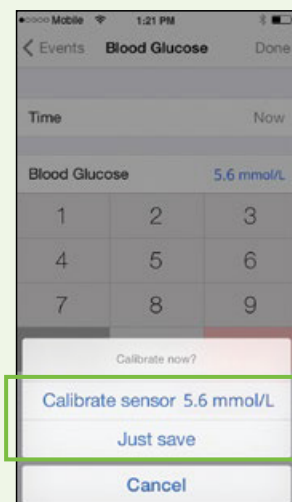 Mobile 1:21 PM
Events Blood Glucose Done
Time Now
Blood Glucose 5.6 mmol/L
1 2 3
4 5 6
7 8 9
Calibrate now?
Calibrate sensor 5.6 mmol/L
Just save
Cancel